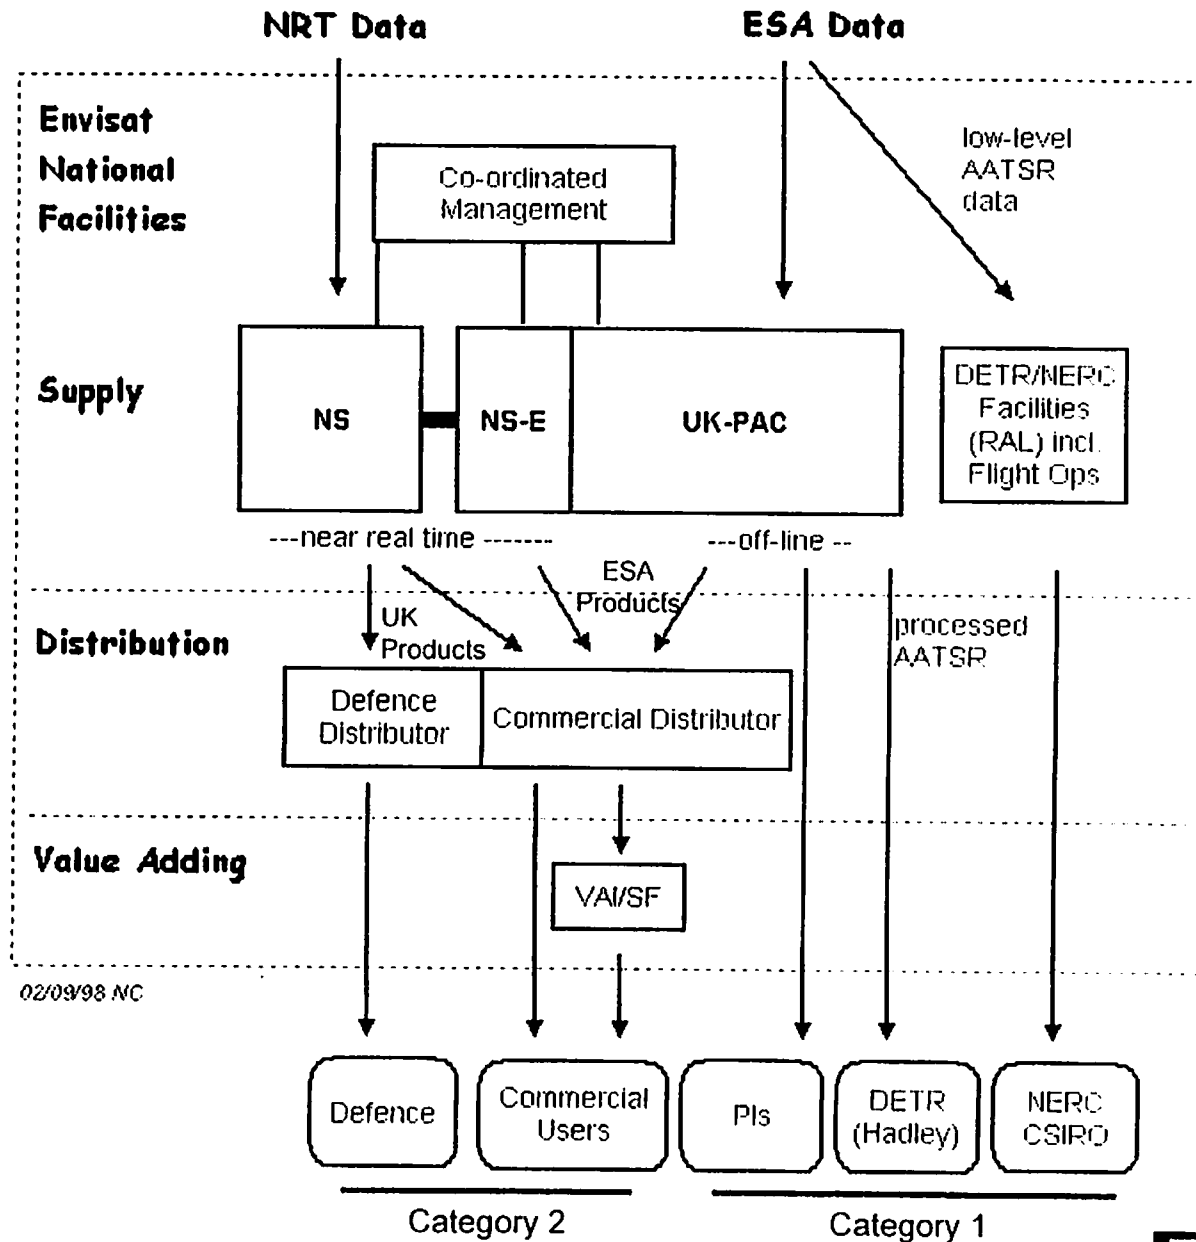 NRT Data
ESA Data
Envisat
National
Facilities
Co-ordinated
Management
low-level
AATSR
data
Supply
NS
NS-E
UK-PAC
DETR/NERC
Facilities
(RAL) incl.
Flight Ops
---near real time -------
---off-line --
ESA
Products
UK
Products
Distribution
processed
AATSR
Defence
Distributor
Commercial Distributor
Value Adding
VAI/SF
02/09/98 NC
Defence
Commercial
Users
PIs
DETR
(Hadley)
NERC
CSIRO
Category 2
Category 1